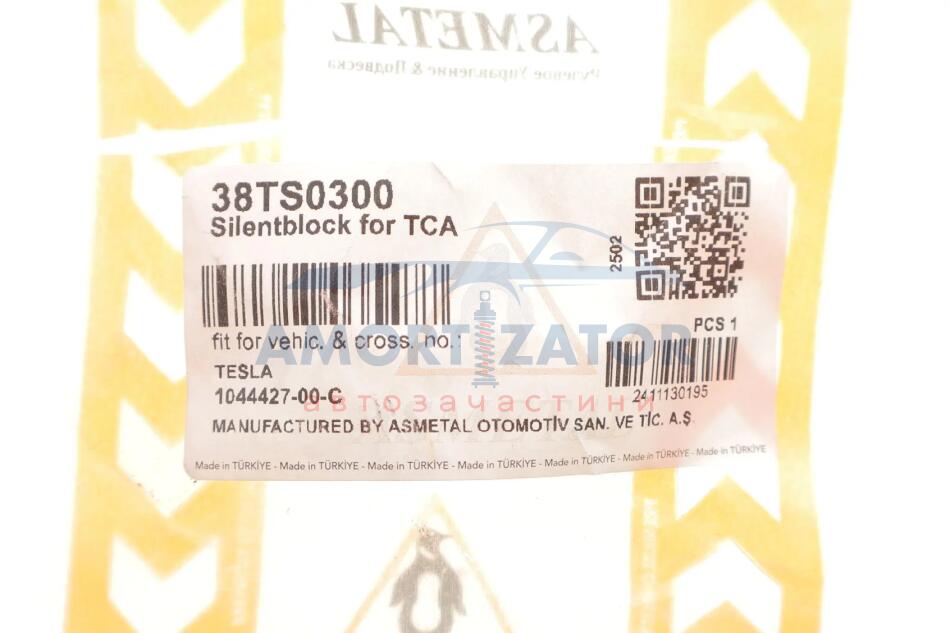 ASMETAL
Рулевое Управление & Подвеска
38TS0300
Silentblock for TCA
2502
fit for vehic. & cross. no.:
PCS 1
TESLA
1044427-00-C
2411130195
AMORTIZATOR
автозачастини
MANUFACTURED BY ASMETAL OTOMOTİV SAN. VE TİC. A.Ş.
Made in TÜRKİYE - Made in TÜRKİYE - Made in TÜRKİYE - Made in TÜRKİYE - Made in TÜRKİYE - Made in TÜRKİYE - Made in TÜRKİYE